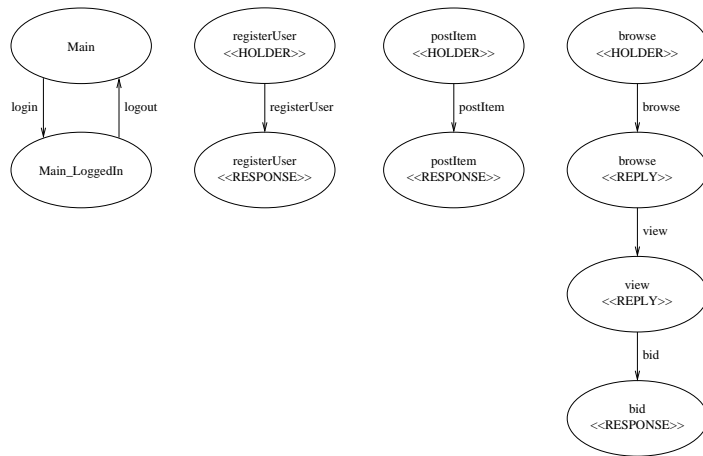 Main
login
logout
Main_LoggedIn
registerUser
<<HOLDER>>
registerUser
registerUser
<<RESPONSE>>
postItem
<<HOLDER>>
postItem
postItem
<<RESPONSE>>
browse
<<HOLDER>>
browse
browse
<<REPLY>>
view
view
<<REPLY>>
bid
bid
<<RESPONSE>>